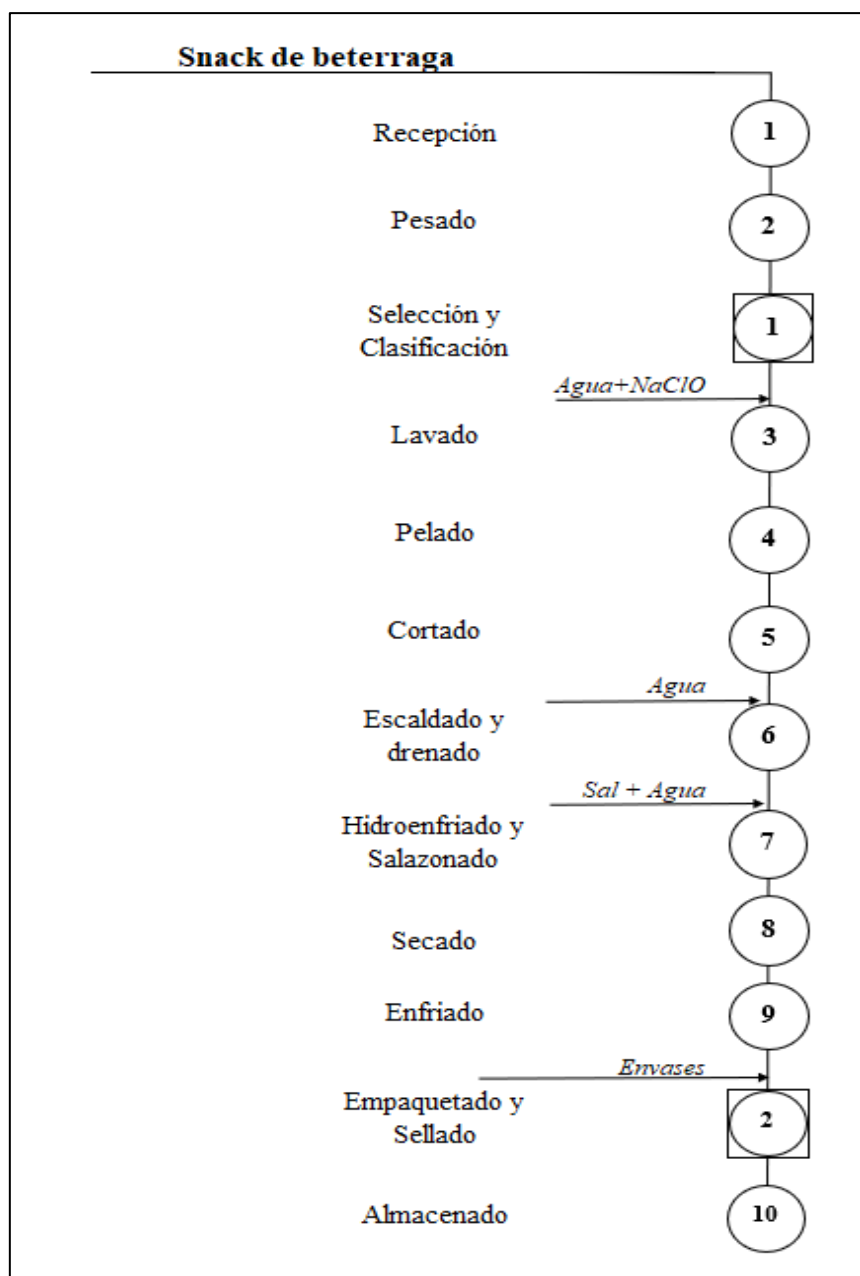 Snack de beterraga
Recepción
1
Pesado
2
Selección y
Clasificación
1
Agua+NaClO
Lavado
3
Pelado
4
Cortado
5
Agua
Escaldado y
drenado
6
Sal + Agua
Hidroenfriado y
Salazonado
7
Secado
8
Enfriado
9
Envases
Empaquetado y
Sellado
2
Almacenado
10